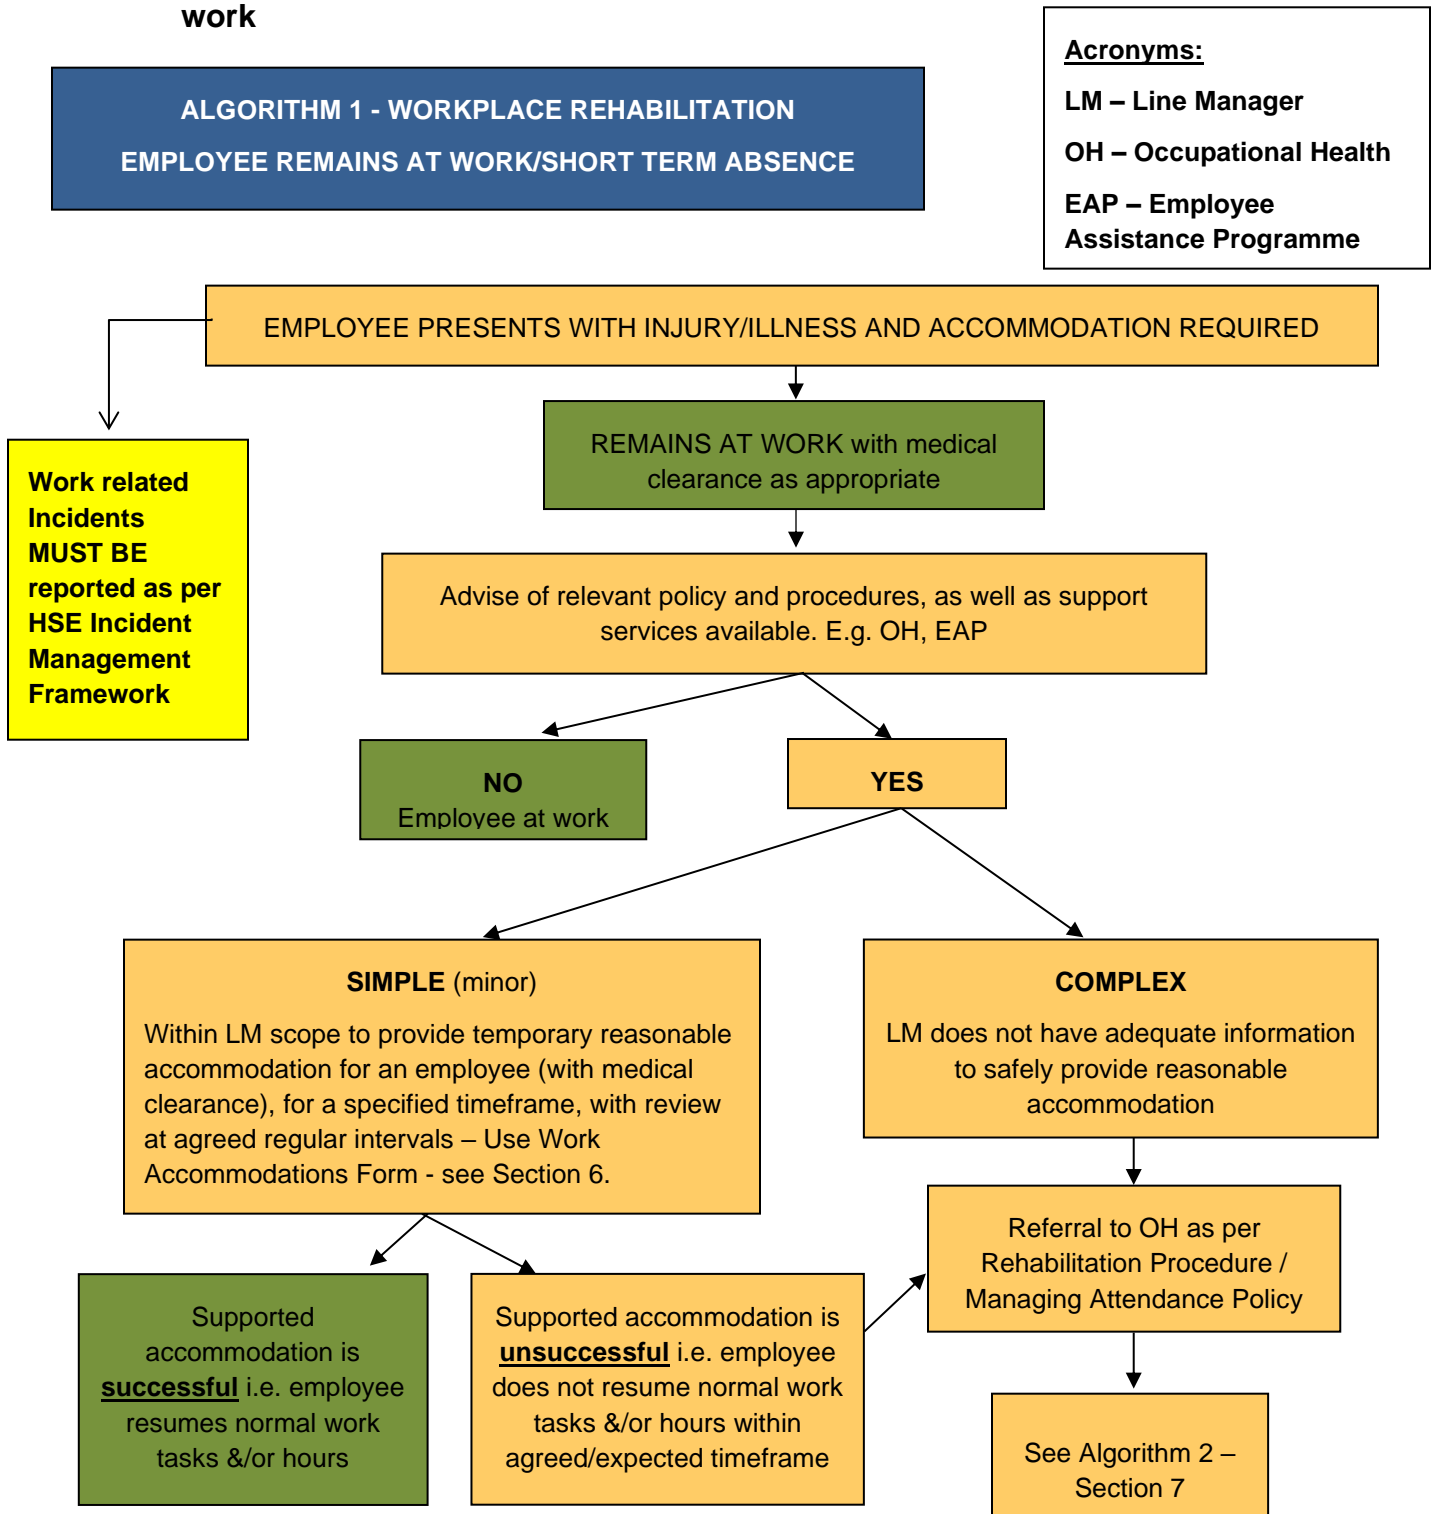 work
ALGORITHM 1 - WORKPLACE REHABILITATION
EMPLOYEE REMAINS AT WORK/SHORT TERM ABSENCE
Acronyms:
LM – Line Manager
OH – Occupational Health
EAP – Employee
Assistance Programme
EMPLOYEE PRESENTS WITH INJURY/ILLNESS AND ACCOMMODATION REQUIRED
REMAINS AT WORK with medical
clearance as appropriate
Work related
Incidents
MUST BE
reported as per
HSE Incident
Management
Framework
Advise of relevant policy and procedures, as well as support
services available. E.g. OH, EAP
NO
Employee at work
YES
SIMPLE (minor)
Within LM scope to provide temporary reasonable
accommodation for an employee (with medical
clearance), for a specified timeframe, with review
at agreed regular intervals – Use Work
Accommodations Form - see Section 6.
COMPLEX
LM does not have adequate information
to safely provide reasonable
accommodation
Referral to OH as per
Rehabilitation Procedure /
Managing Attendance Policy
Supported
accommodation is
successful i.e. employee
resumes normal work
tasks &/or hours
Supported accommodation is
unsuccessful i.e. employee
does not resume normal work
tasks &/or hours within
agreed/expected timeframe
See Algorithm 2 –
Section 7